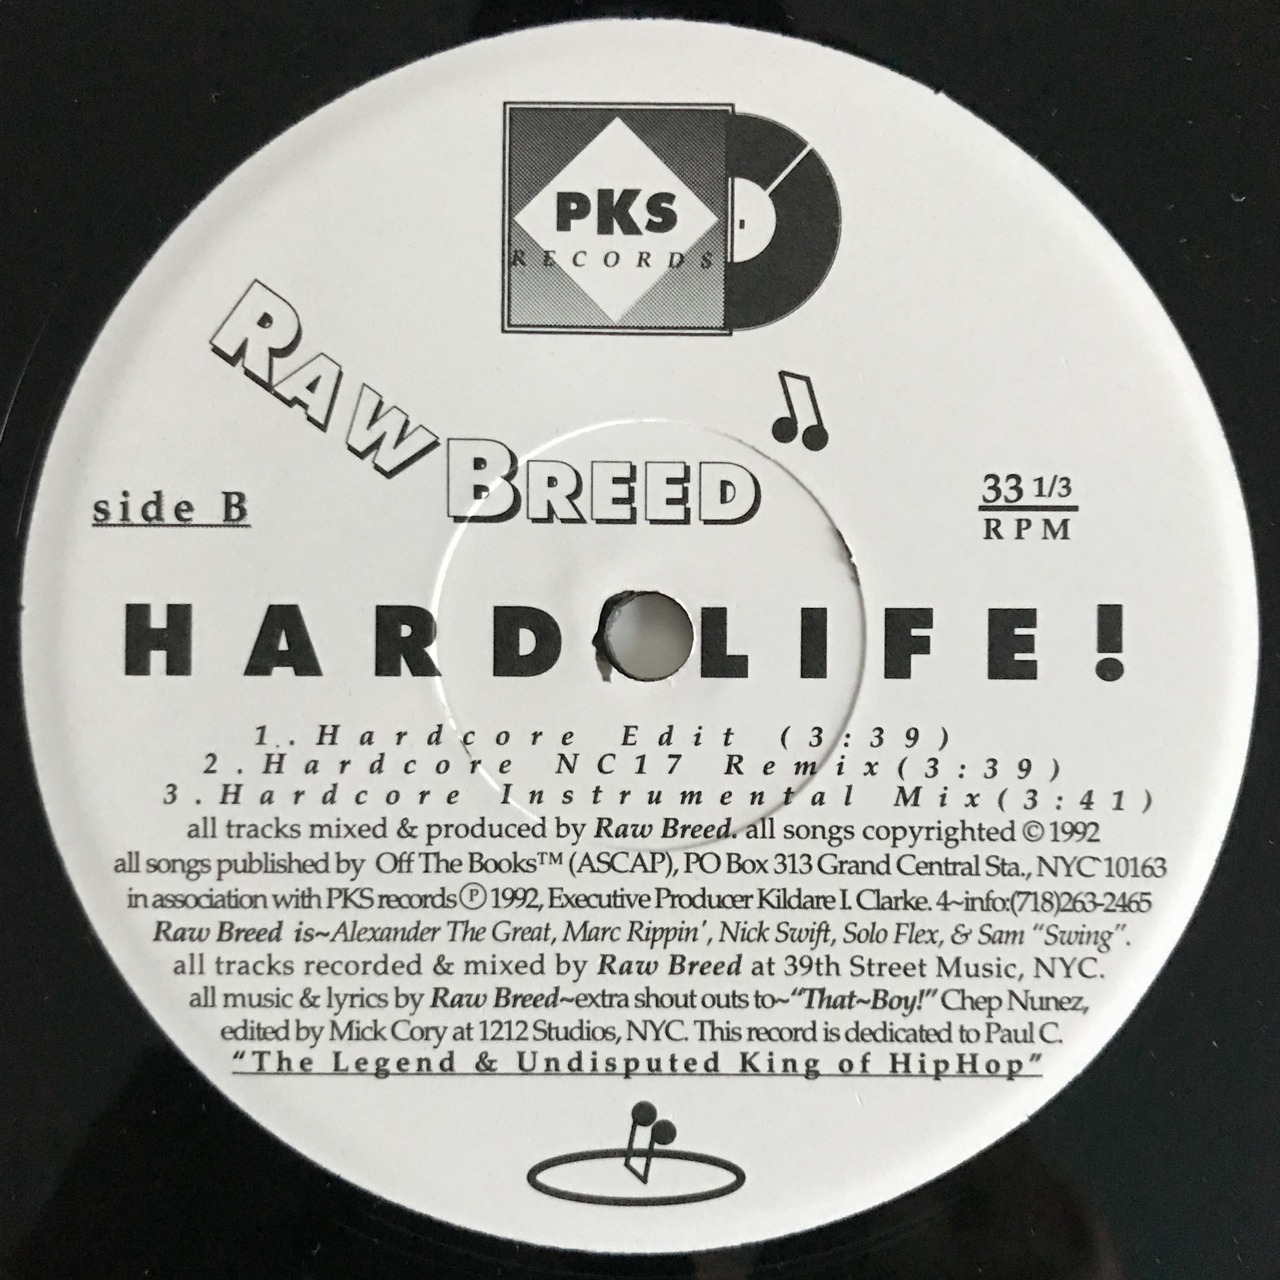 PKS
RECORDS
RAW BREED
side B
33 1/3
RPM
HARD LIFE!
1. Hardcore Edit (3:39)
2. Hardcore NC17 Remix (3:39)
3. Hardcore Instrumental Mix (3:41)
all tracks mixed & produced by Raw Breed. all songs copyrighted © 1992
all songs published by Off The Books™ (ASCAP), PO Box 313 Grand Central Sta., NYC 10163
in association with PKS records ℗ 1992, Executive Producer Kildare I. Clarke. 4~info:(718)263-2465
Raw Breed is~Alexander The Great, Marc Rippin', Nick Swift, Solo Flex, & Sam "Swing".
all tracks recorded & mixed by Raw Breed at 39th Street Music, NYC.
all music & lyrics by Raw Breed~extra shout outs to~"That~Boy!" Chep Nunez,
edited by Mick Cory at 1212 Studios, NYC. This record is dedicated to Paul C.
"The Legend & Undisputed King of HipHop"